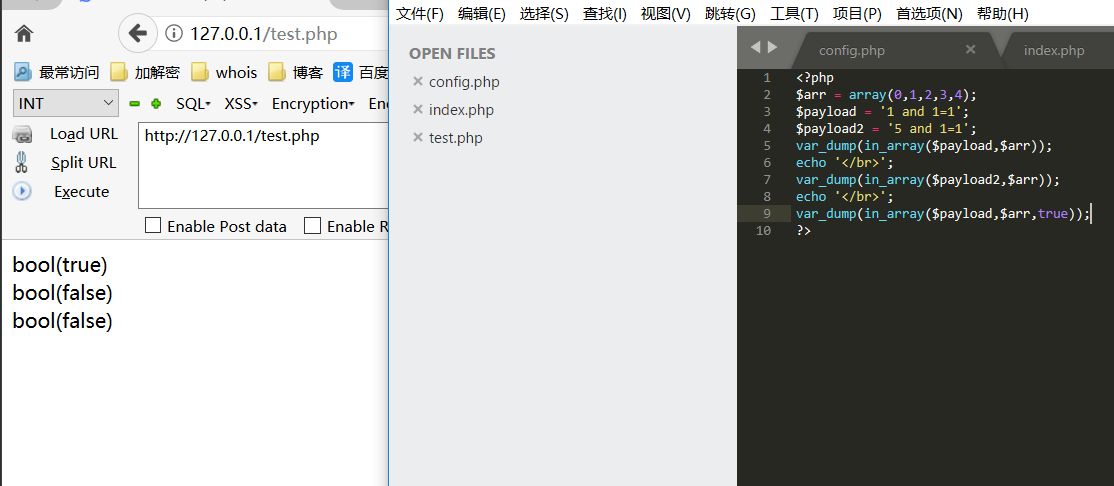 127.0.0.1/test.php
最常访问 加解密 whois 博客 译 百度
INT SQL XSS Encryption Enc
Load URL
Split URL
Execute
http://127.0.0.1/test.php
Enable Post data Enable R
bool(true)
bool(false)
bool(false)
文件(F) 编辑(E) 选择(S) 查找(I) 视图(V) 跳转(G) 工具(T) 项目(P) 首选项(N) 帮助(H)
OPEN FILES
config.php
index.php
test.php
config.php index.php
1 <?php
2 $arr = array(0,1,2,3,4);
3 $payload = '1 and 1=1';
4 $payload2 = '5 and 1=1';
5 var_dump(in_array($payload,$arr));
6 echo '</br>';
7 var_dump(in_array($payload2,$arr));
8 echo '</br>';
9 var_dump(in_array($payload,$arr,true));
10 ?>